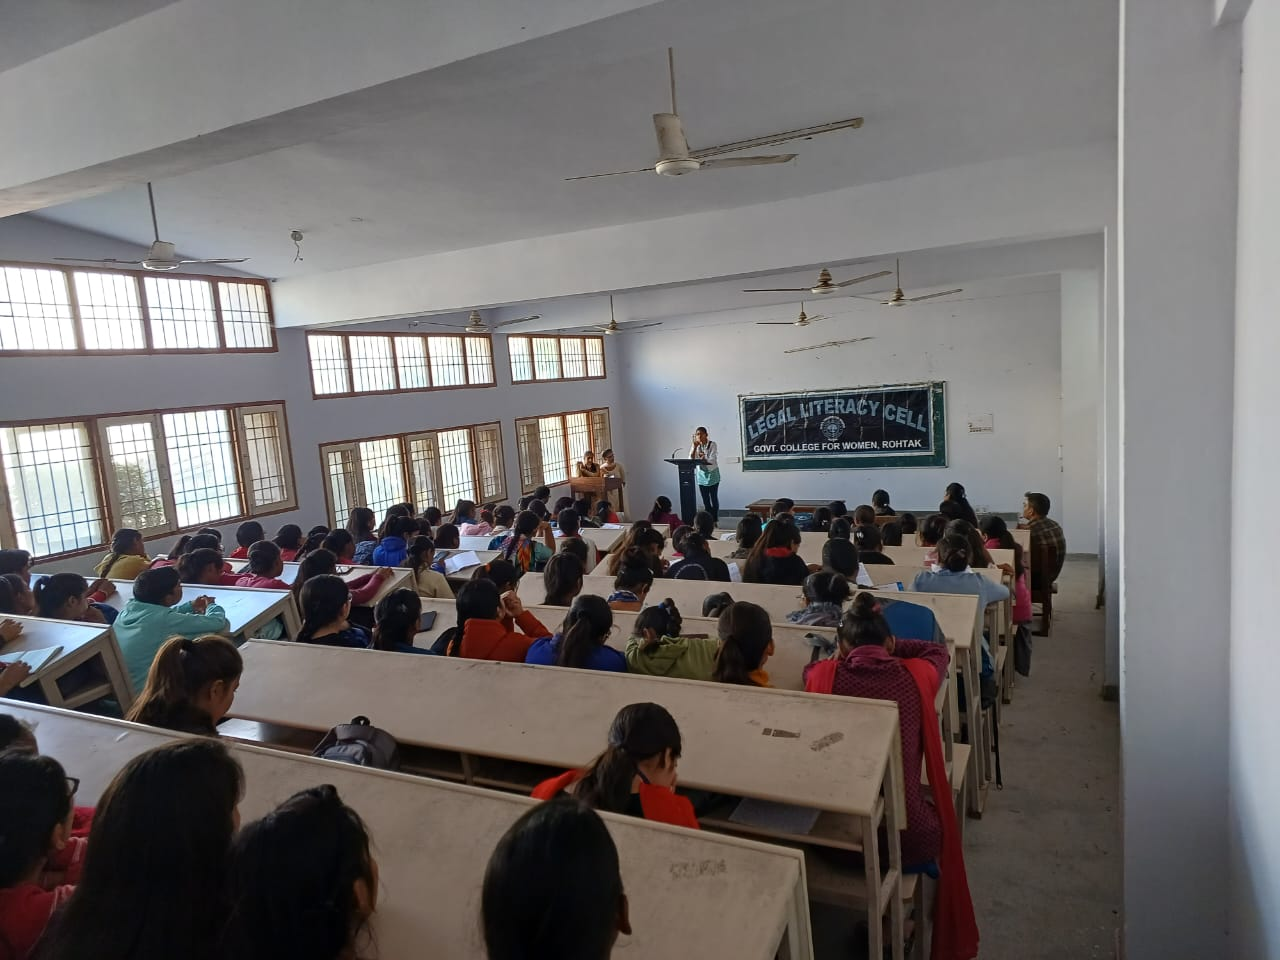 LEGAL LITERACY CELL
GOVT. COLLEGE FOR WOMEN, ROHTAK